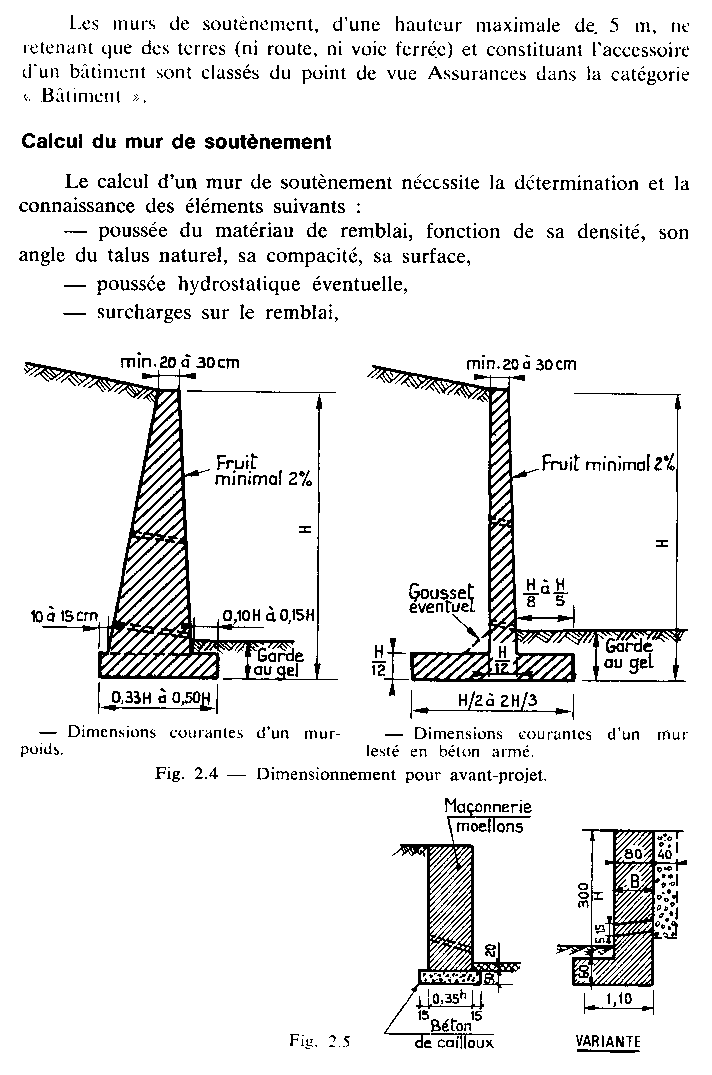 Les murs de soutènement, d'une hauteur maximale de 5 m, ne
retenant que des terres (ni route, ni voie ferrée) et constituant l'accessoire
d'un bâtiment sont classés du point de vue Assurances dans la catégorie
« Bâtiment ».
Calcul du mur de soutènement
Le calcul d'un mur de soutènement nécessite la détermination et la
connaissance des éléments suivants :
— poussée du matériau de remblai, fonction de sa densité, son
angle du talus naturel, sa compacité, sa surface,
— poussée hydrostatique éventuelle,
— surcharges sur le remblai,
min. 20 à 30 cm
Fruit
minimal 2%
H
10 à 15 cm
0,10H à 0,15H
Garde
au gel
0,33H à 0,50H
min. 20 à 30 cm
Fruit minimal 2%
H
Gousset
éventuel
H/8 à H/5
H/12
H/12
Garde
au gel
H/2 à 2H/3
— Dimensions courantes d'un mur-
poids.
— Dimensions courantes d'un mur
lesté en béton armé.
Fig. 2.4 — Dimensionnement pour avant-projet.
Maçonnerie
moellons
20
50
0,35h
15 15
Béton
de cailloux
Fig. 2.5
80 40
300
H
B
15
5
60
1,10
VARIANTE